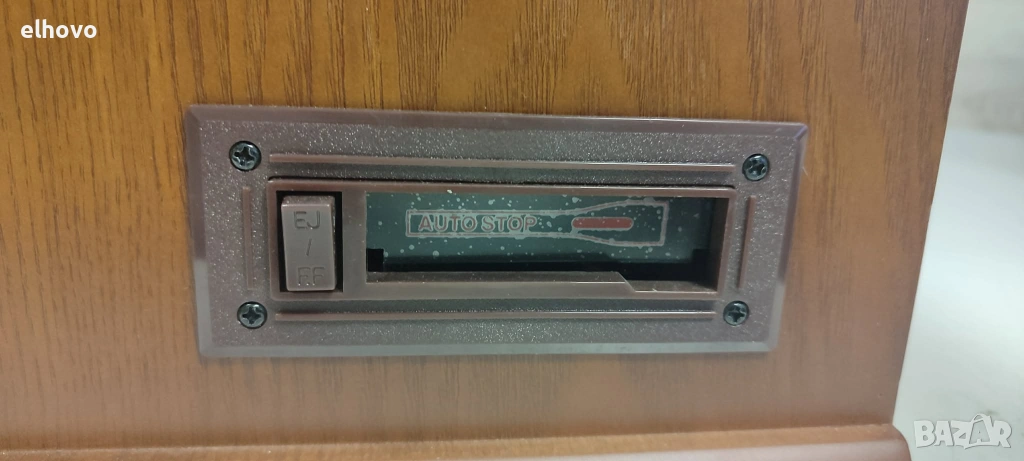 elhovo
EJ
/
FF
AUTO STOP
BAZAR